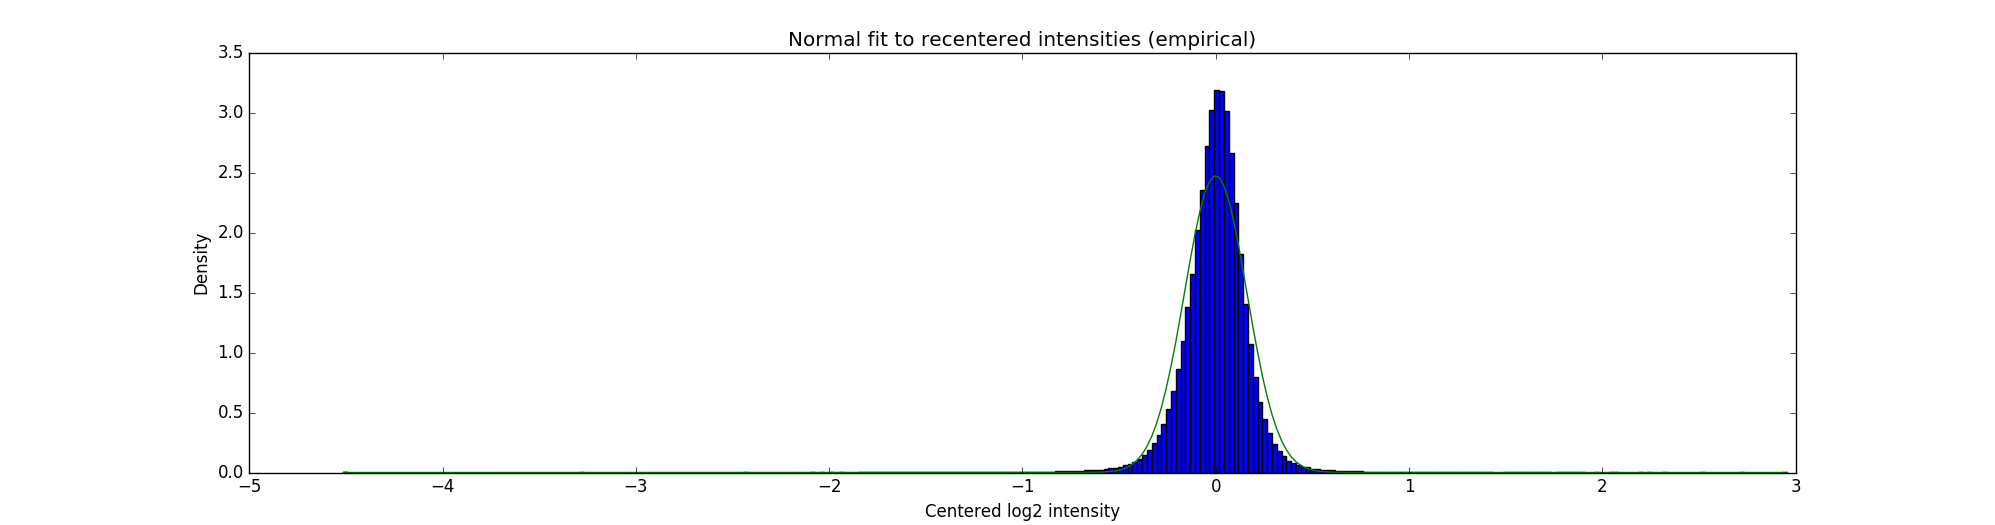 Normal fit to recentered intensities (empirical)
3.5
3.0
2.5
2.0
1.5
1.0
0.5
0.0
Density
−5 −4 −3 −2 −1 0 1 2 3
Centered log2 intensity